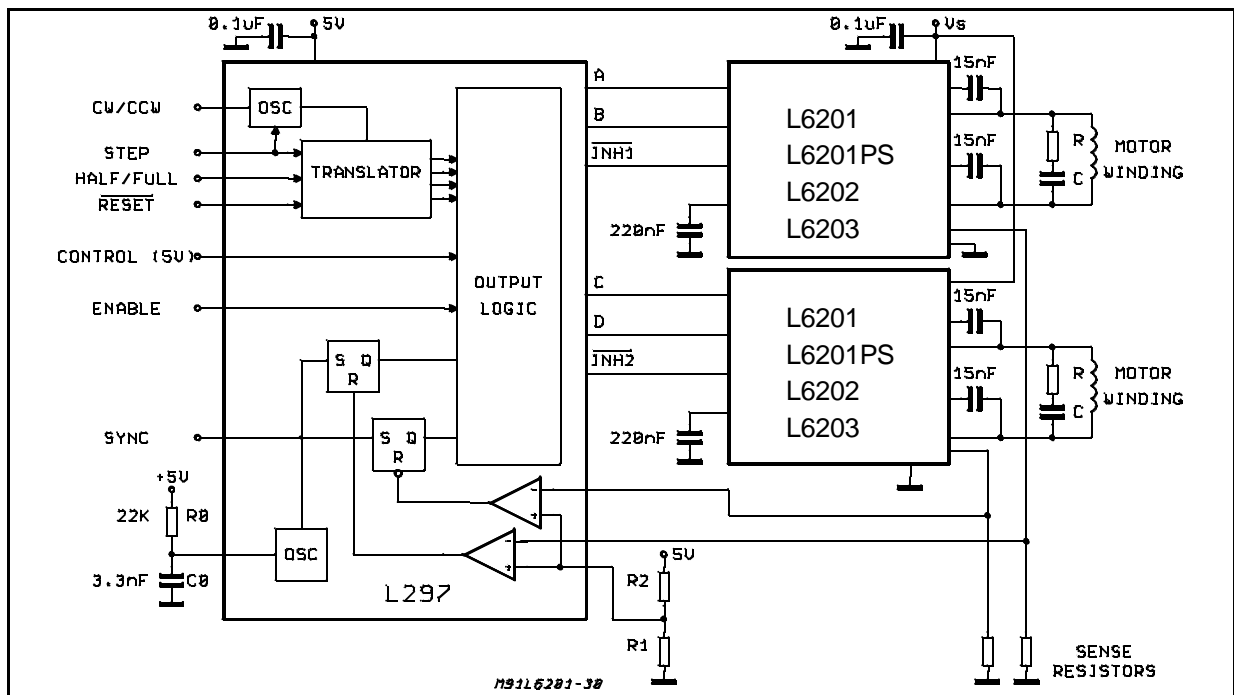 0.1uF
5V
0.1uF
Vs
15nF
A
CW/CCW
OSC
B
L6201
STEP
TRANSLATOR
INH1
L6201PS
15nF
R
MOTOR
WINDING
HALF/FULL
C
RESET
L6202
220nF
L6203
CONTROL (5V)
OUTPUT
LOGIC
C
15nF
ENABLE
L6201
D
L6201PS
S Q
R
INH2
15nF
R
MOTOR
WINDING
L6202
C
SYNC
S Q
R
220nF
L6203
+5V
-
22K
R0
+
OSC
-
5V
3.3nF
C0
+
R2
L297
R1
SENSE
RESISTORS
M91L6201-30